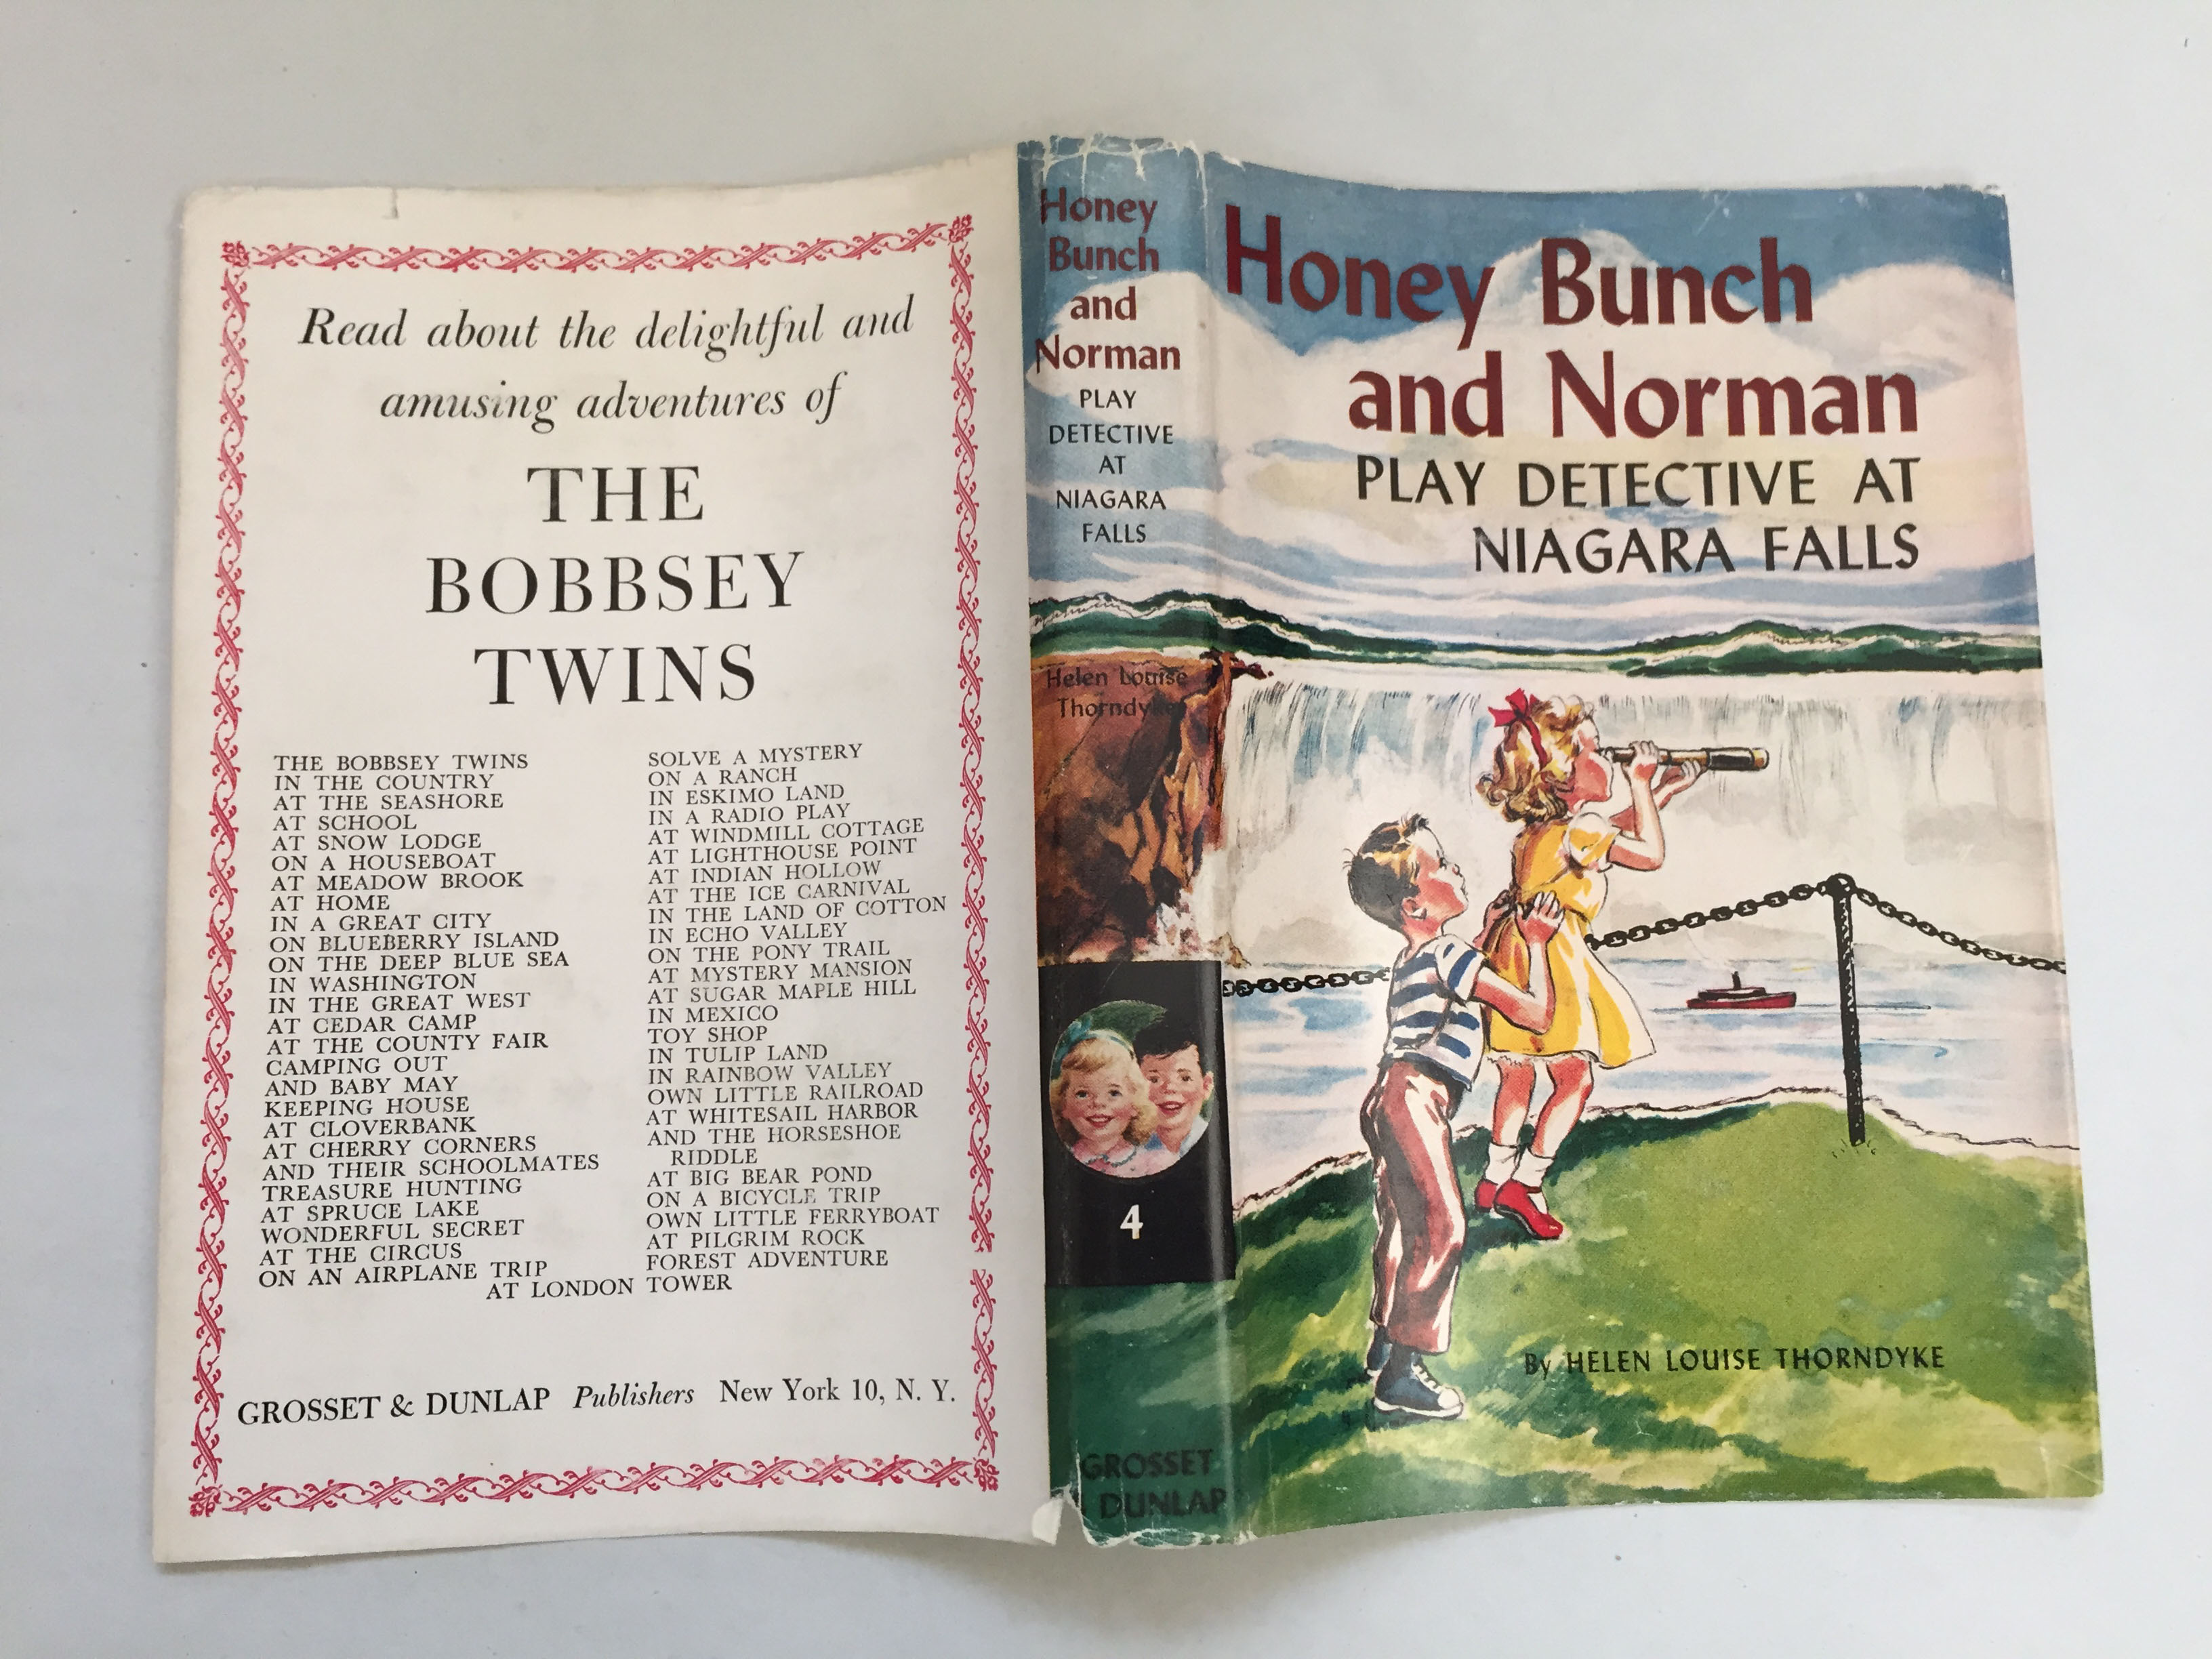 Read about the delightful and
amusing adventures of
THE
BOBBSEY
TWINS
THE BOBBSEY TWINS
IN THE COUNTRY
AT THE SEASHORE
AT SCHOOL
AT SNOW LODGE
ON A HOUSEBOAT
AT MEADOW BROOK
AT HOME
IN A GREAT CITY
ON BLUEBERRY ISLAND
ON THE DEEP BLUE SEA
IN WASHINGTON
IN THE GREAT WEST
AT CEDAR CAMP
AT THE COUNTY FAIR
CAMPING OUT
AND BABY MAY
KEEPING HOUSE
AT CLOVERBANK
AT CHERRY CORNERS
AND THEIR SCHOOLMATES
TREASURE HUNTING
AT SPRUCE LAKE
WONDERFUL SECRET
AT THE CIRCUS
ON AN AIRPLANE TRIP
SOLVE A MYSTERY
ON A RANCH
IN ESKIMO LAND
IN A RADIO PLAY
AT WINDMILL COTTAGE
AT LIGHTHOUSE POINT
AT INDIAN HOLLOW
AT THE ICE CARNIVAL
IN THE LAND OF COTTON
IN ECHO VALLEY
ON THE PONY TRAIL
AT MYSTERY MANSION
AT SUGAR MAPLE HILL
IN MEXICO
TOY SHOP
IN TULIP LAND
IN RAINBOW VALLEY
OWN LITTLE RAILROAD
AT WHITESAIL HARBOR
AND THE HORSESHOE
RIDDLE
AT BIG BEAR POND
ON A BICYCLE TRIP
OWN LITTLE FERRYBOAT
AT PILGRIM ROCK
FOREST ADVENTURE
AT LONDON TOWER
GROSSET & DUNLAP Publishers New York 10, N. Y.
Honey
Bunch
and
Norman
PLAY
DETECTIVE
AT
NIAGARA
FALLS
Helen Louise
Thorndyke
4
GROSSET
DUNLAP
Honey Bunch
and Norman
PLAY DETECTIVE AT
NIAGARA FALLS
By HELEN LOUISE THORNDYKE